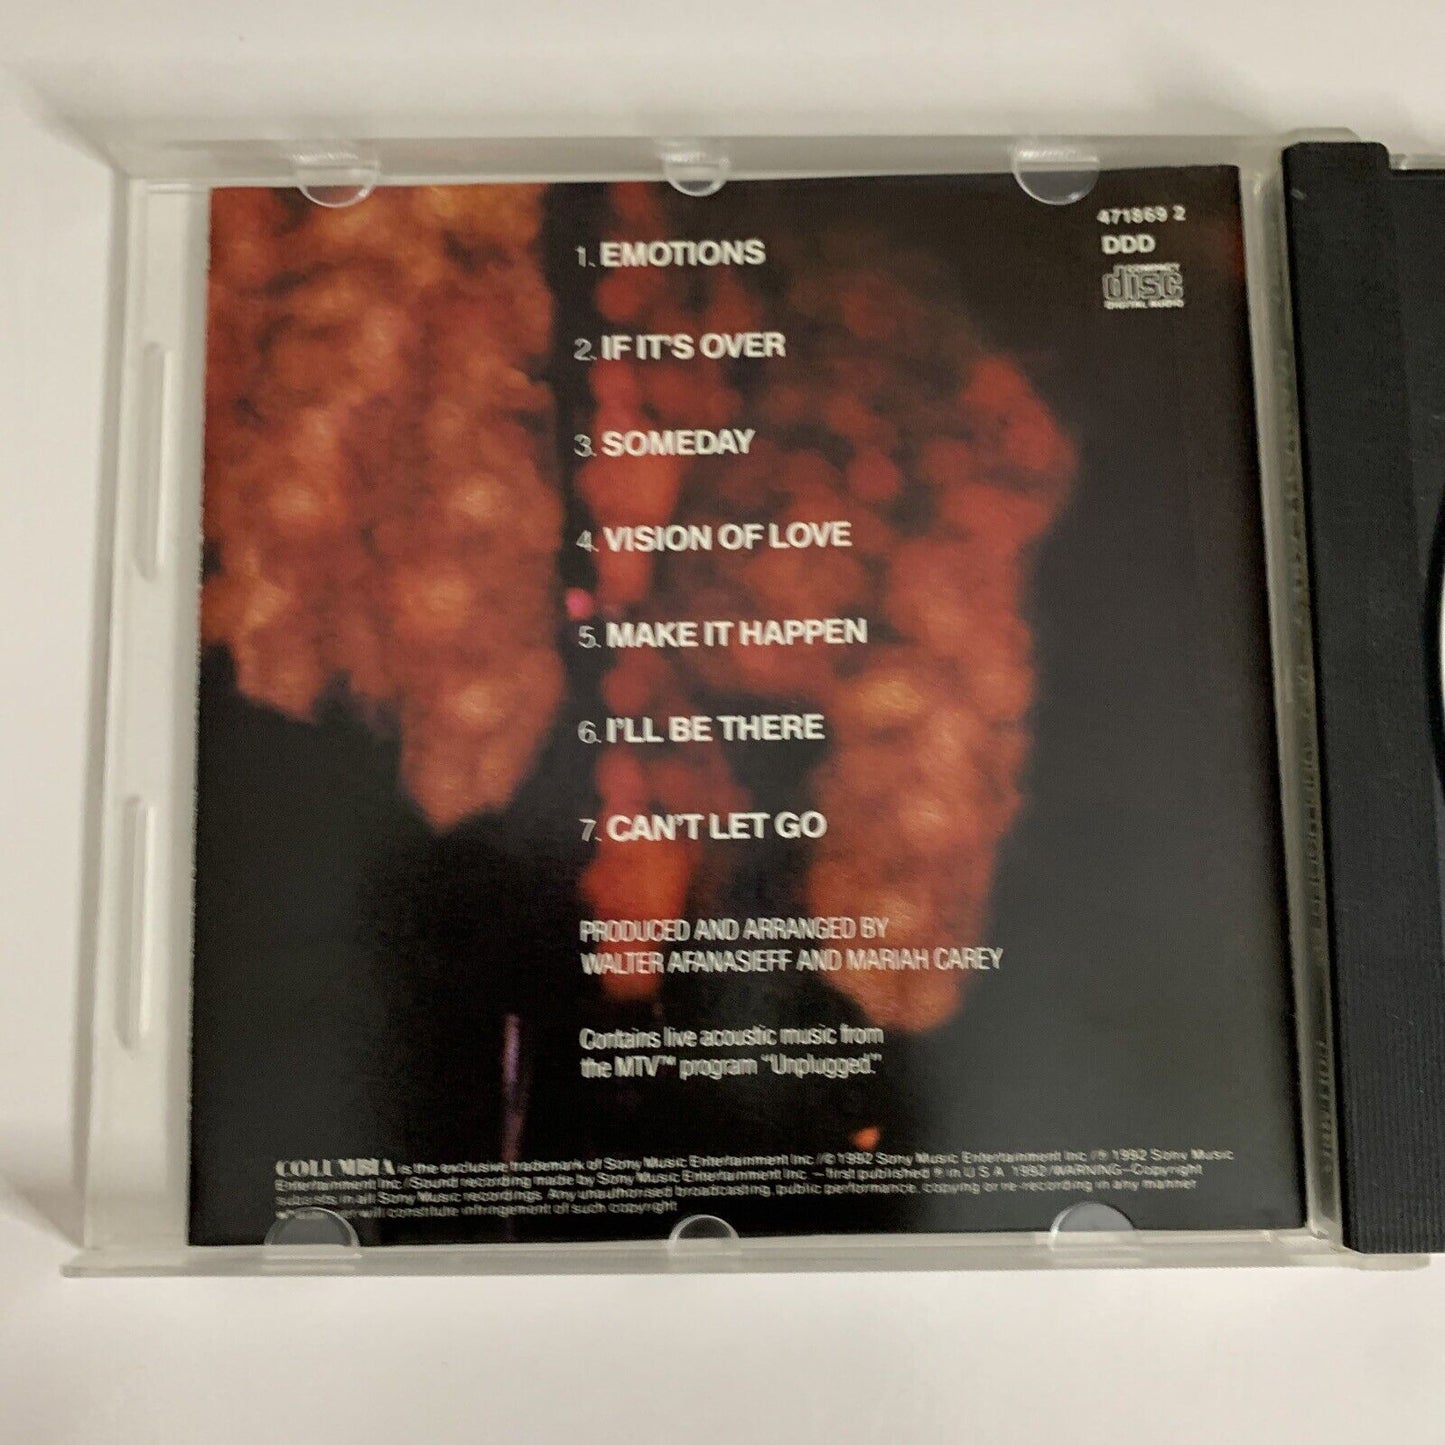 471869 2
DDD
COMPACT
disc
DIGITAL AUDIO
1. EMOTIONS
2. IF IT'S OVER
3. SOMEDAY
4. VISION OF LOVE
5. MAKE IT HAPPEN
6. I'LL BE THERE
7. CAN'T LET GO
PRODUCED AND ARRANGED BY
WALTER AFANASIEFF AND MARIAH CAREY
Contains live acoustic music from
the MTV™ program "Unplugged."
COLUMBIA is the exclusive trademark of Sony Music Entertainment Inc./© 1992 Sony Music Entertainment Inc./℗ 1992 Sony Music
Entertainment Inc./Sound recording made by Sony Music Entertainment Inc. – first published ℗ in U.S.A. 1992/WARNING–Copyright
subsists in all Sony Music recordings. Any unauthorised broadcasting, public performance, copying or re-recording in any manner
will constitute infringement of such copyright